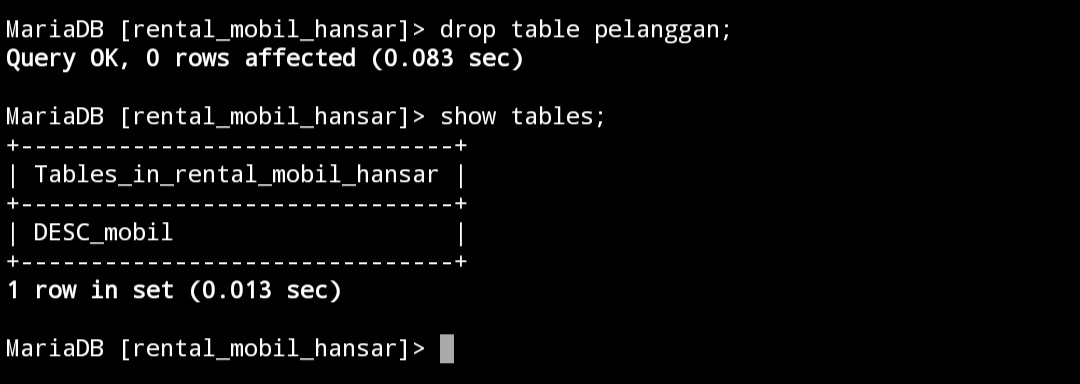 MariaDB [rental_mobil_hansar]> drop table pelanggan;
Query OK, 0 rows affected (0.083 sec)
MariaDB [rental_mobil_hansar]> show tables;
+-------------------------------+
| Tables_in_rental_mobil_hansar |
+-------------------------------+
| DESC_mobil                    |
+-------------------------------+
1 row in set (0.013 sec)
MariaDB [rental_mobil_hansar]>